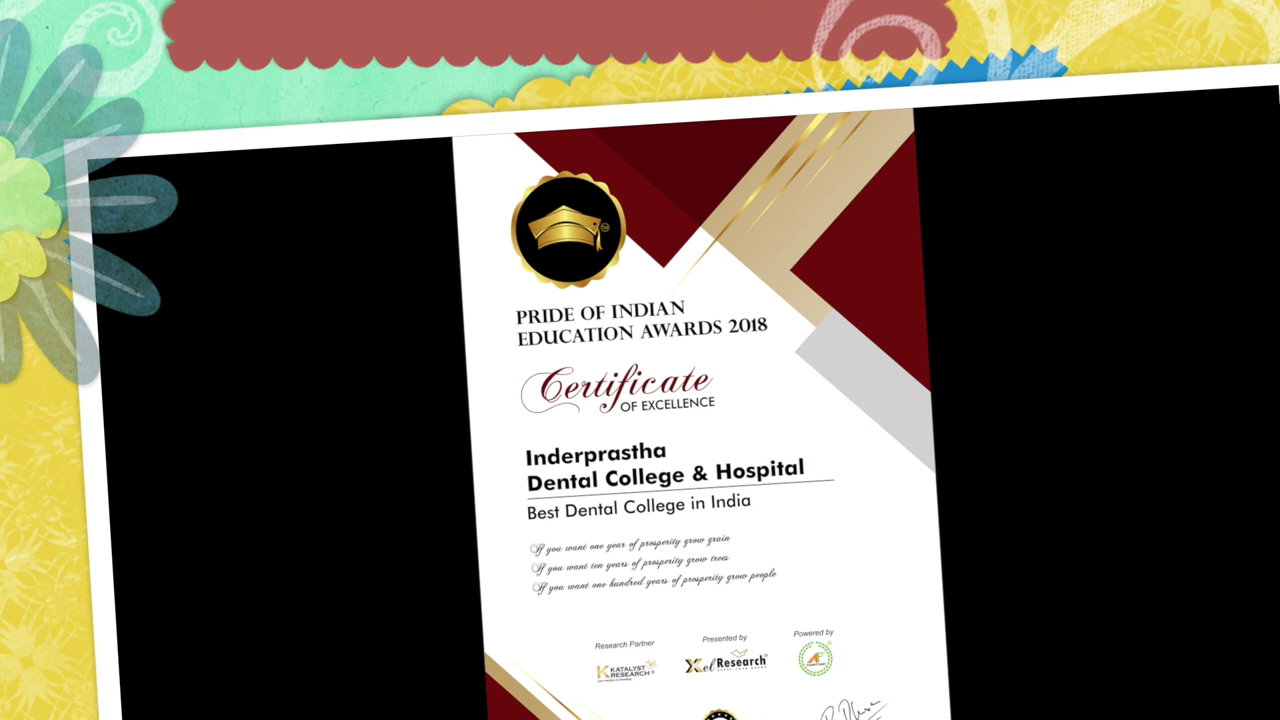 PRIDE OF INDIAN
EDUCATION AWARDS 2018
Certificate
OF EXCELLENCE
Inderprastha
Dental College & Hospital
Best Dental College in India
If you want one year of prosperity grow grain
If you want ten years of prosperity grow trees
If you want one hundred years of prosperity grow people
Research Partner
Presented by
Powered by
KATALYST
RESEARCH®
XelResearch